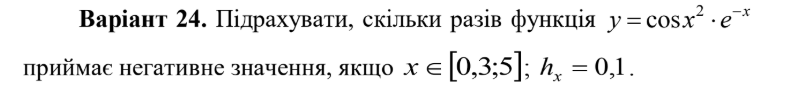 Варіант 24. Підрахувати, скільки разів функція y = cos x² · e⁻ˣ
приймає негативне значення, якщо x ∈ [0,3;5]; hₓ = 0,1.